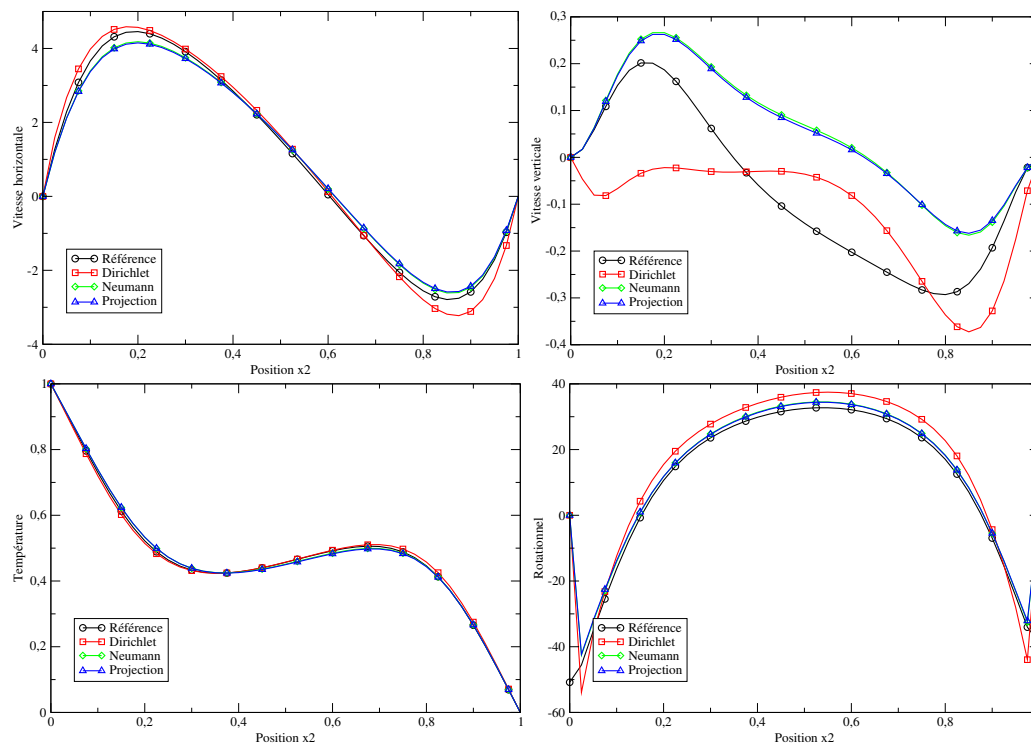 4
2
0
-2
-4
Vitesse horizontale
Référence
Dirichlet
Neumann
Projection
0
0,2
0,4
0,6
0,8
1
Position x2
0,3
0,2
0,1
0
-0,1
-0,2
-0,3
-0,4
Vitesse verticale
Référence
Dirichlet
Neumann
Projection
0
0,2
0,4
0,6
0,8
Position x2
1
0,8
0,6
0,4
0,2
0
Température
Référence
Dirichlet
Neumann
Projection
0
0,2
0,4
0,6
0,8
1
Position x2
40
20
0
-20
-40
-60
Rotationnel
Référence
Dirichlet
Neumann
Projection
0
0,2
0,4
0,6
0,8
Position x2